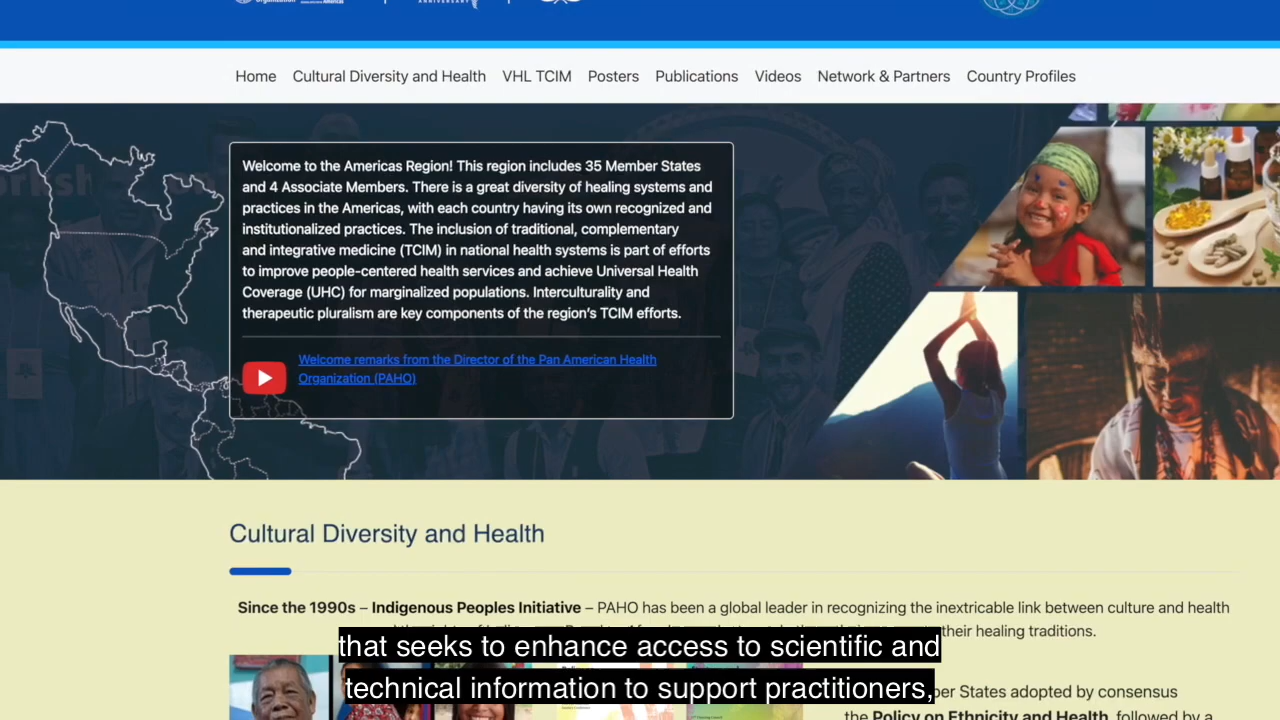 Organization
ANNIVERSARY
Home Cultural Diversity and Health VHL TCIM Posters Publications Videos Network & Partners Country Profiles
Welcome to the Americas Region! This region includes 35 Member States
and 4 Associate Members. There is a great diversity of healing systems and
practices in the Americas, with each country having its own recognized and
institutionalized practices. The inclusion of traditional, complementary
and integrative medicine (TCIM) in national health systems is part of efforts
to improve people-centered health services and achieve Universal Health
Coverage (UHC) for marginalized populations. Interculturality and
therapeutic pluralism are key components of the region's TCIM efforts.
Welcome remarks from the Director of the Pan American Health
Organization (PAHO)
Cultural Diversity and Health
Since the 1990s – Indigenous Peoples Initiative – PAHO has been a global leader in recognizing the inextricable link between culture and health
their healing traditions.
that seeks to enhance access to scientific and
technical information to support practitioners,
States adopted by consensus
the Policy on Ethnicity and Health, followed by a